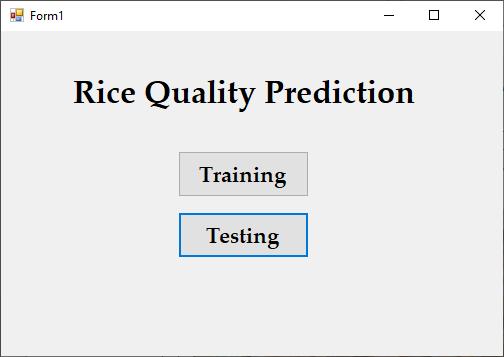 Form1
Rice Quality Prediction
Training
Testing